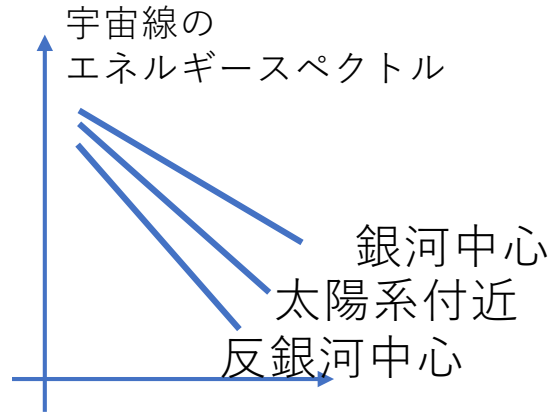 宇宙線の
エネルギースペクトル
銀河中心
太陽系付近
反銀河中心